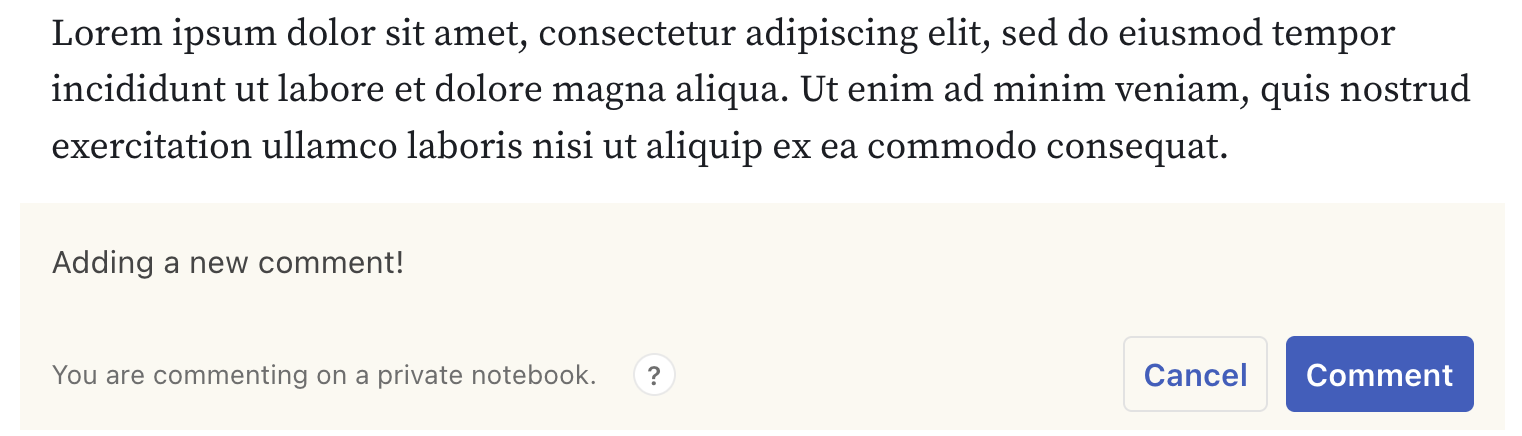 Lorem ipsum dolor sit amet, consectetur adipiscing elit, sed do eiusmod tempor
incididunt ut labore et dolore magna aliqua. Ut enim ad minim veniam, quis nostrud
exercitation ullamco laboris nisi ut aliquip ex ea commodo consequat.
Adding a new comment!
You are commenting on a private notebook. ? Cancel Comment